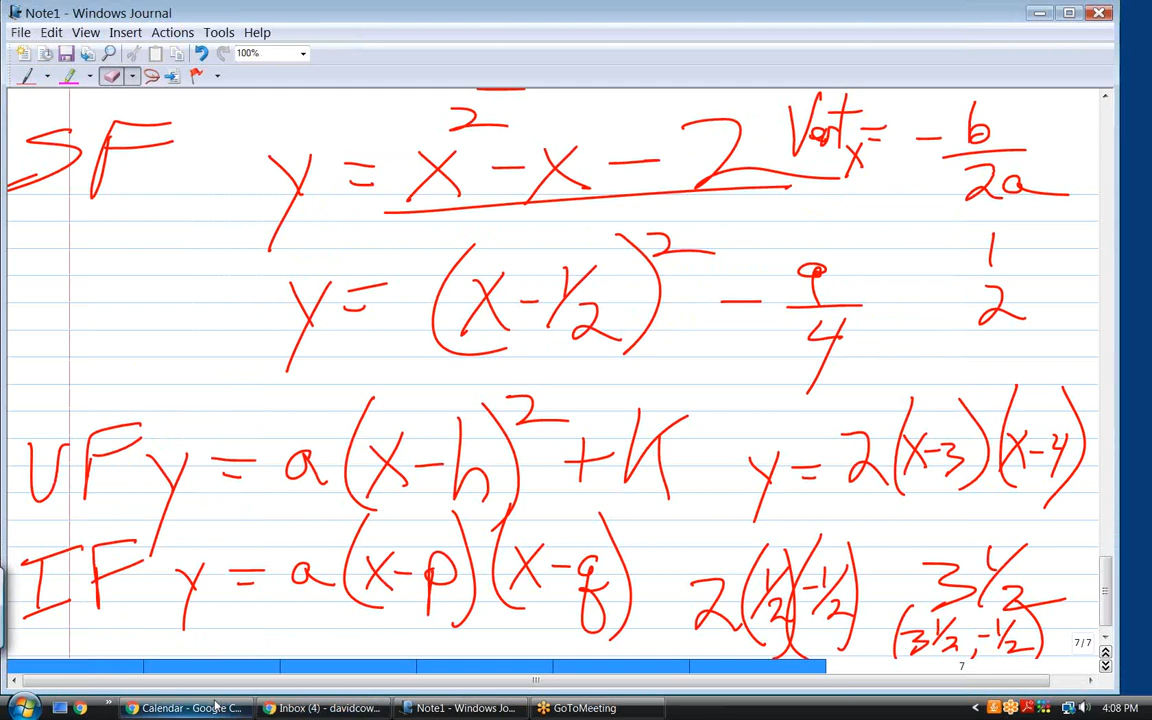 Note1 - Windows Journal
File Edit View Insert Actions Tools Help
100%
SF y = x² - x - 2 Vert x = - b/2a
y = (x - 1/2)² - 9/4 1/2
VF y = a(x - h)² + K y = 2(x-3)(x-4)
IF y = a(x-p)(x-q) 2(1/2)(-1/2) 3 1/2
(3 1/2, -1/2)
7/7
7
Calendar - Google C... Inbox (4) - davidcow... Note1 - Windows Jo... GoToMeeting 4:08 PM